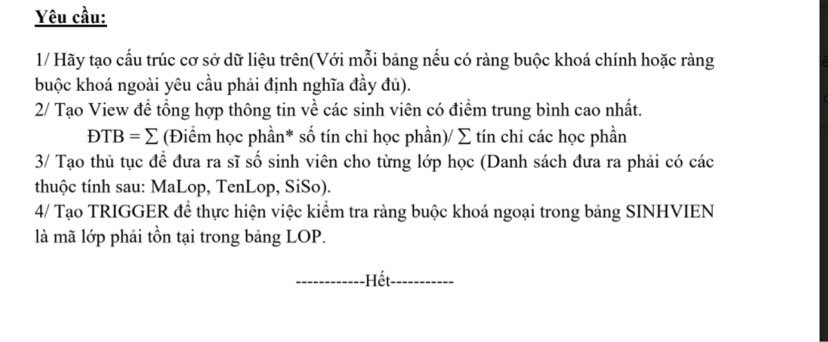 Yêu cầu:
1/ Hãy tạo cấu trúc cơ sở dữ liệu trên(Với mỗi bảng nếu có ràng buộc khoá chính hoặc ràng
buộc khoá ngoài yêu cầu phải định nghĩa đầy đủ).
2/ Tạo View để tổng hợp thông tin về các sinh viên có điểm trung bình cao nhất.
ĐTB = ∑ (Điểm học phần* số tín chỉ học phần)/ ∑ tín chỉ các học phần
3/ Tạo thủ tục để đưa ra sĩ số sinh viên cho từng lớp học (Danh sách đưa ra phải có các
thuộc tính sau: MaLop, TenLop, SiSo).
4/ Tạo TRIGGER để thực hiện việc kiểm tra ràng buộc khoá ngoại trong bảng SINHVIEN
là mã lớp phải tồn tại trong bảng LOP.
------------Hết-----------